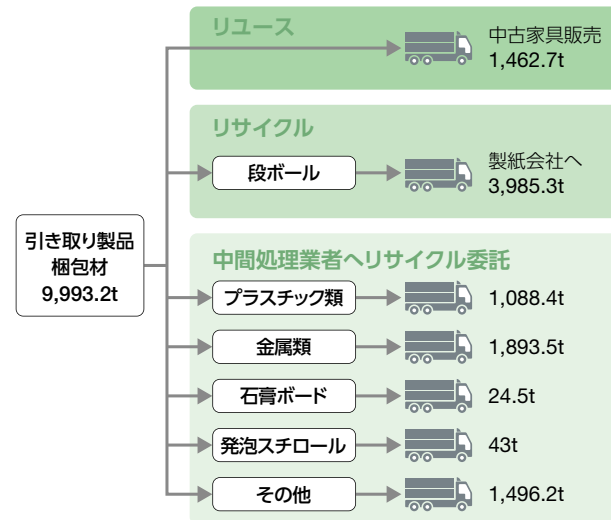 リユース
中古家具販売
1,462.7t
リサイクル
段ボール
製紙会社へ
3,985.3t
引き取り製品
梱包材
9,993.2t
中間処理業者へリサイクル委託
プラスチック類
1,088.4t
金属類
1,893.5t
石膏ボード
24.5t
発泡スチロール
43t
その他
1,496.2t